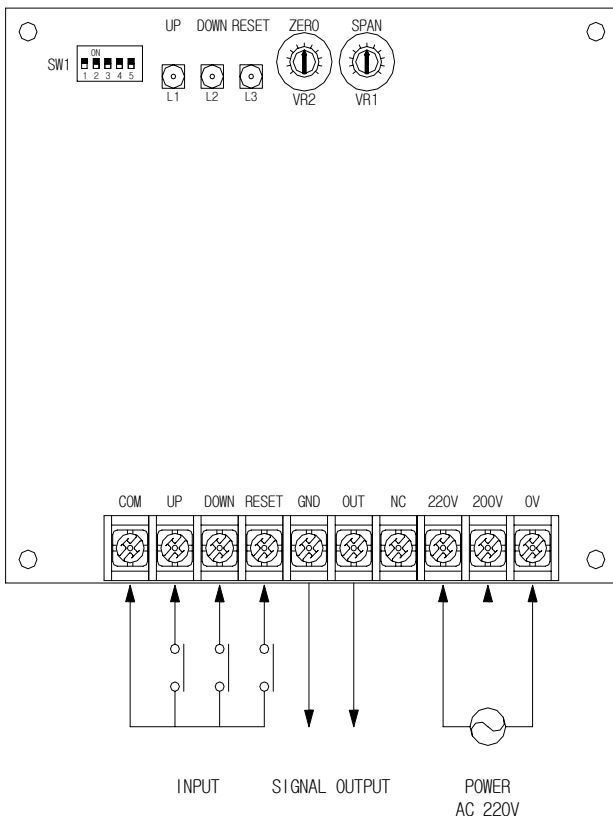 UP DOWN RESET ZERO SPAN
SW1
ON
1 2 3 4 5
L1 L2 L3 VR2 VR1
COM UP DOWN RESET GND OUT NC 220V 200V 0V
INPUT SIGNAL OUTPUT POWER
AC 220V